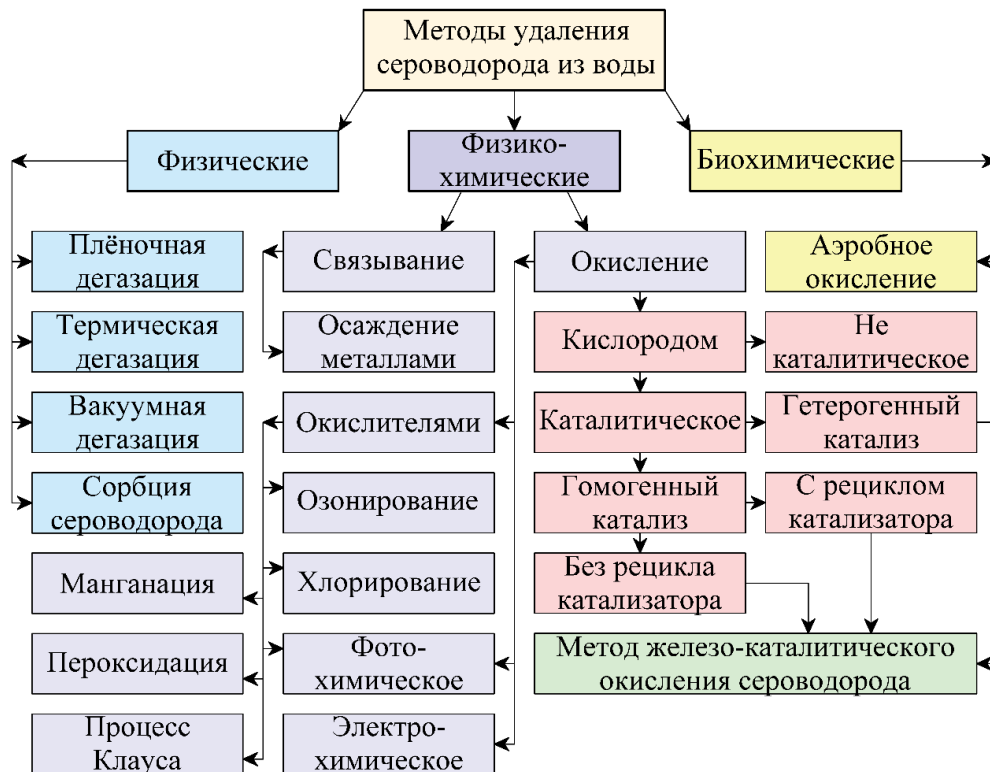 Методы удаления
сероводорода из воды
Физические
Физико-
химические
Биохимические
Плёночная
дегазация
Связывание
Окисление
Аэробное
окисление
Термическая
дегазация
Осаждение
металлами
Кислородом
Не
каталитическое
Вакуумная
дегазация
Окислителями
Каталитическое
Гетерогенный
катализ
Сорбция
сероводорода
Озонирование
Гомогенный
катализ
С рециклом
катализатора
Манганация
Хлорирование
Без рецикла
катализатора
Пероксидация
Фото-
химическое
Метод железо-каталитического
окисления сероводорода
Процесс
Клауса
Электро-
химическое